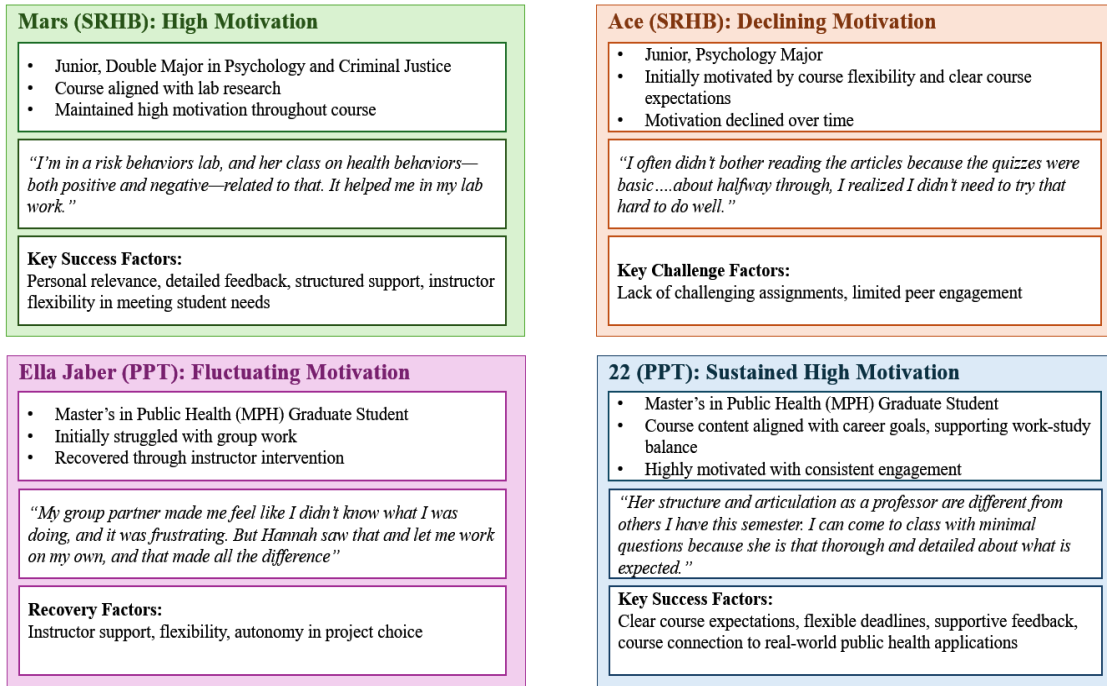 Mars (SRHB): High Motivation
• Junior, Double Major in Psychology and Criminal Justice
• Course aligned with lab research
• Maintained high motivation throughout course
“I’m in a risk behaviors lab, and her class on health behaviors—
both positive and negative—related to that. It helped me in my lab
work.”
Key Success Factors:
Personal relevance, detailed feedback, structured support, instructor
flexibility in meeting student needs
Ace (SRHB): Declining Motivation
• Junior, Psychology Major
• Initially motivated by course flexibility and clear course
expectations
• Motivation declined over time
“I often didn’t bother reading the articles because the quizzes were
basic….about halfway through, I realized I didn’t need to try that
hard to do well.”
Key Challenge Factors:
Lack of challenging assignments, limited peer engagement
Ella Jaber (PPT): Fluctuating Motivation
• Master’s in Public Health (MPH) Graduate Student
• Initially struggled with group work
• Recovered through instructor intervention
“My group partner made me feel like I didn’t know what I was
doing, and it was frustrating. But Hannah saw that and let me work
on my own, and that made all the difference”
Recovery Factors:
Instructor support, flexibility, autonomy in project choice
22 (PPT): Sustained High Motivation
• Master’s in Public Health (MPH) Graduate Student
• Course content aligned with career goals, supporting work-study
balance
• Highly motivated with consistent engagement
“Her structure and articulation as a professor are different from
others I have this semester. I can come to class with minimal
questions because she is that thorough and detailed about what is
expected.”
Key Success Factors:
Clear course expectations, flexible deadlines, supportive feedback,
course connection to real-world public health applications